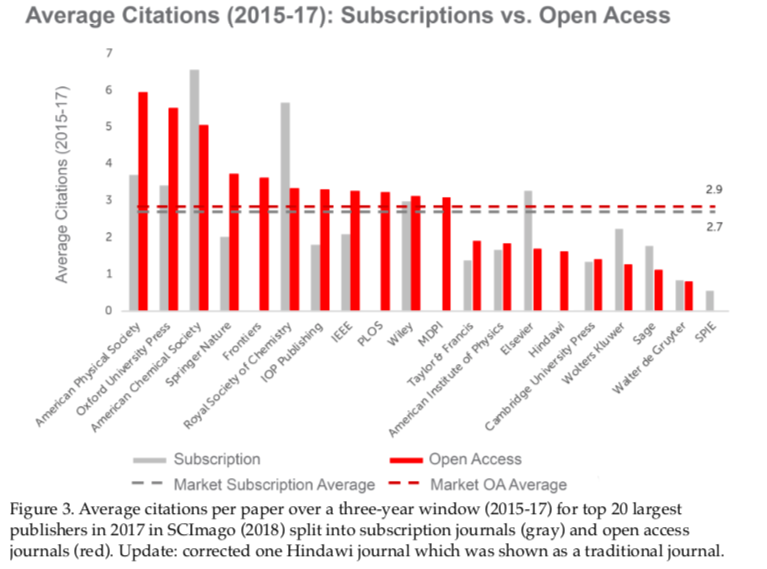 Average Citations (2015-17): Subscriptions vs. Open Acess
Average Citations (2015-17)
7
6
5
4
3
2
1
0
2.9
2.7
American Physical Society
Oxford University Press
American Chemical Society
Springer Nature
Frontiers
Royal Society of Chemistry
IOP Publishing
IEEE
PLOS
Wiley
MDPI
Taylor & Francis
American Institute of Physics
Elsevier
Hindawi
Cambridge University Press
Wolters Kluwer
Sage
Walter de Gruyter
SPIE
Subscription
Open Access
Market Subscription Average
Market OA Average
Figure 3. Average citations per paper over a three-year window (2015-17) for top 20 largest
publishers in 2017 in SCImago (2018) split into subscription journals (gray) and open access
journals (red). Update: corrected one Hindawi journal which was shown as a traditional journal.